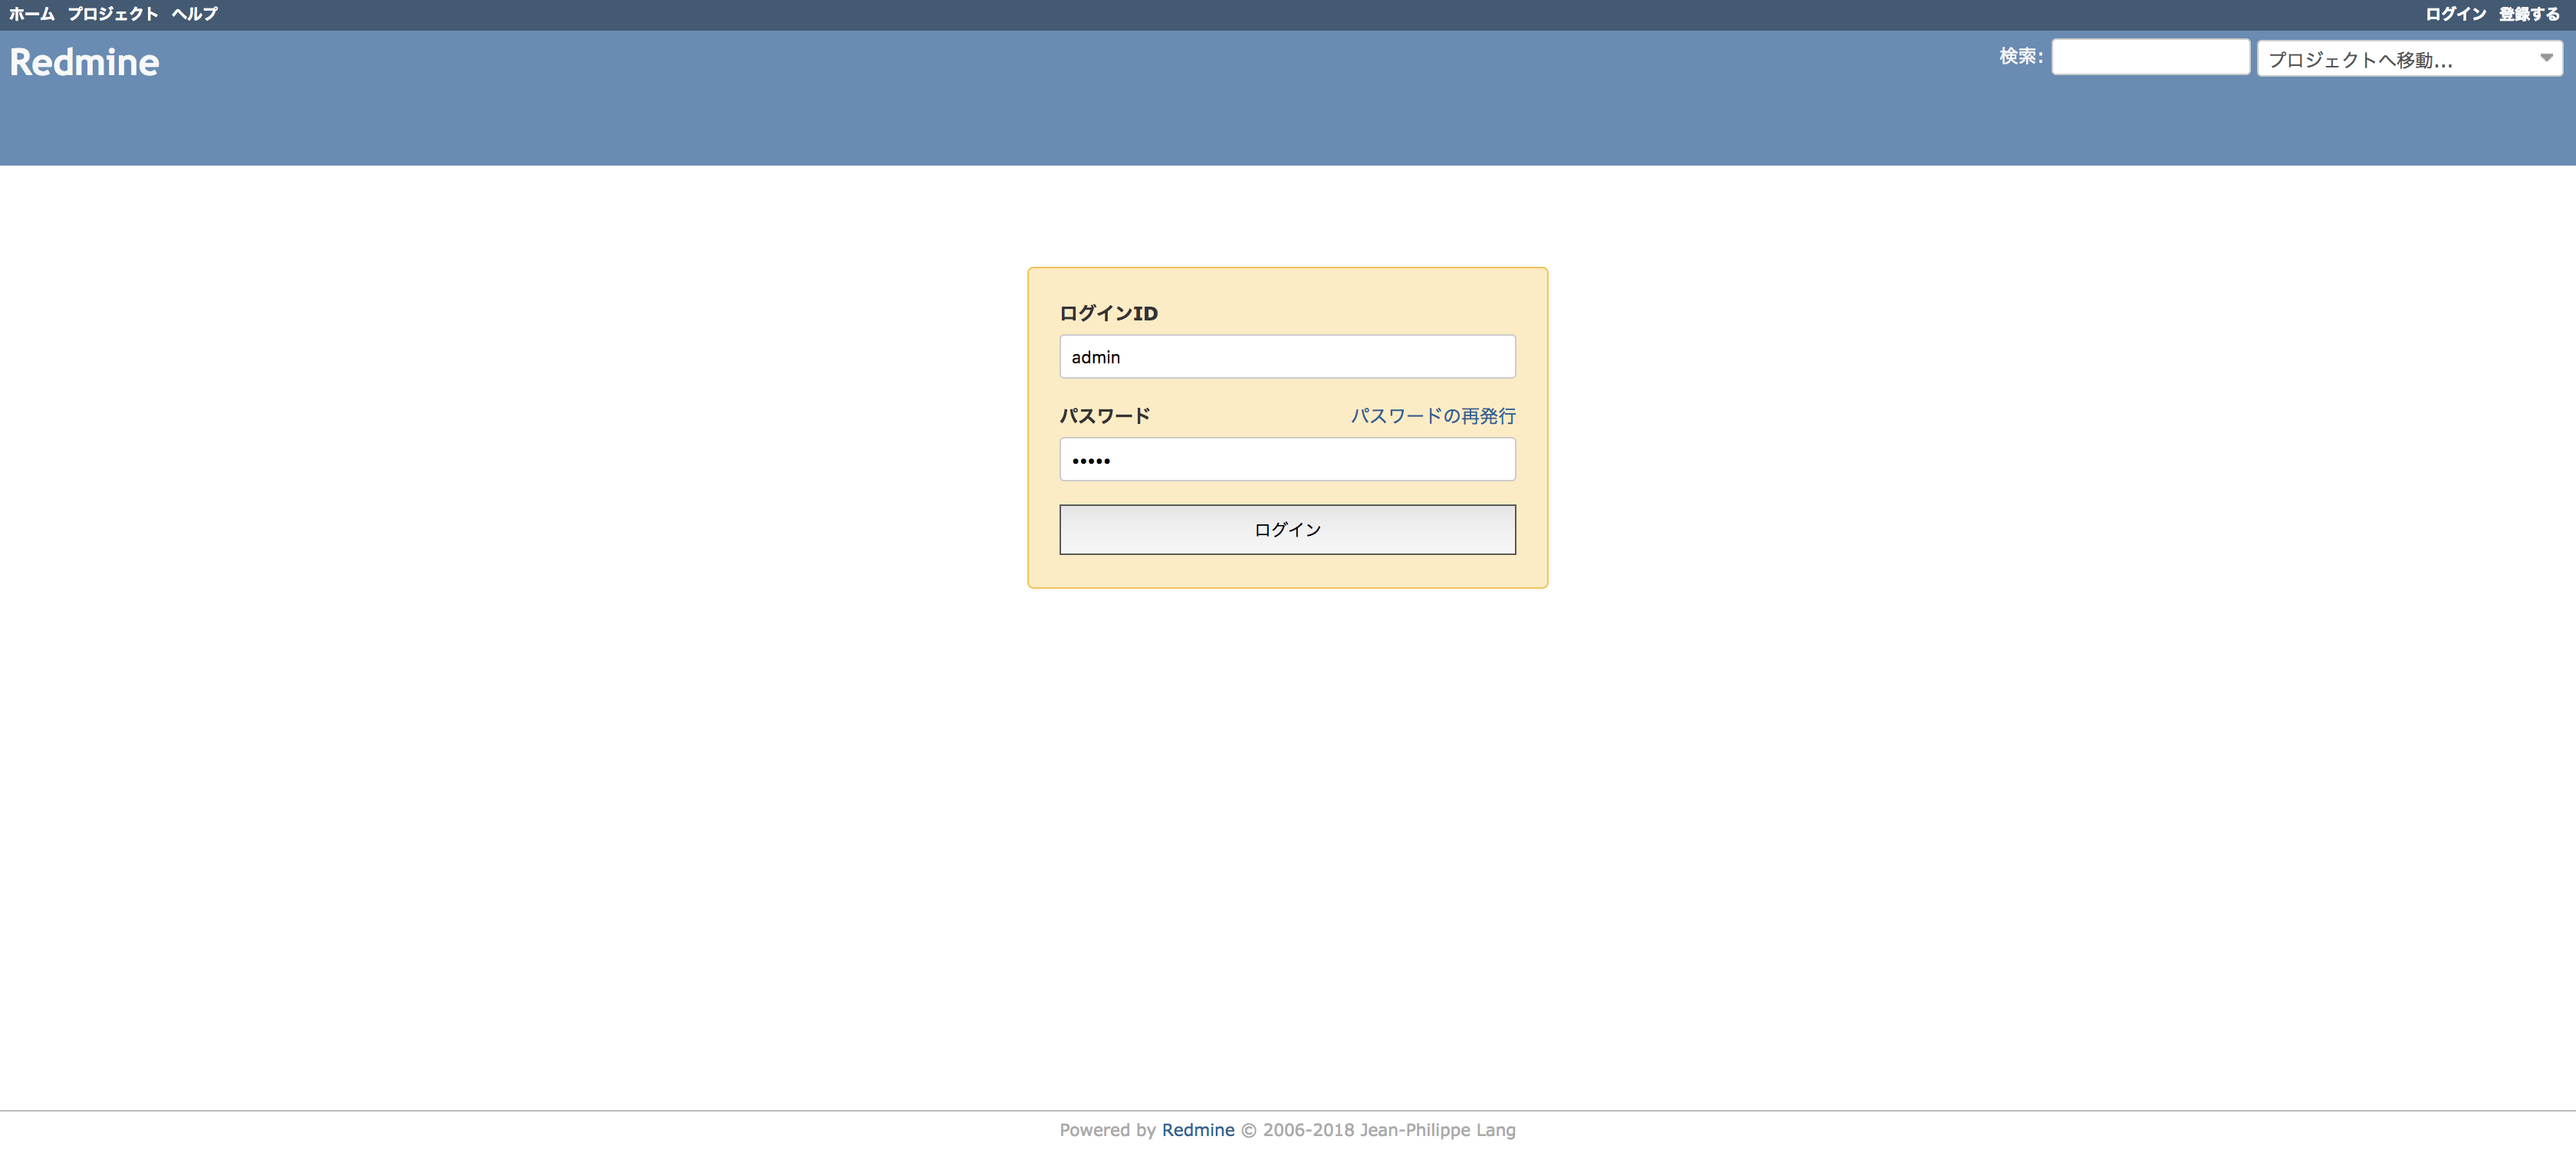 ホーム プロジェクト ヘルプ ログイン 登録する
Redmine 検索: プロジェクトへ移動...
ログインID
admin
パスワード パスワードの再発行
•••••
ログイン
Powered by Redmine © 2006-2018 Jean-Philippe Lang